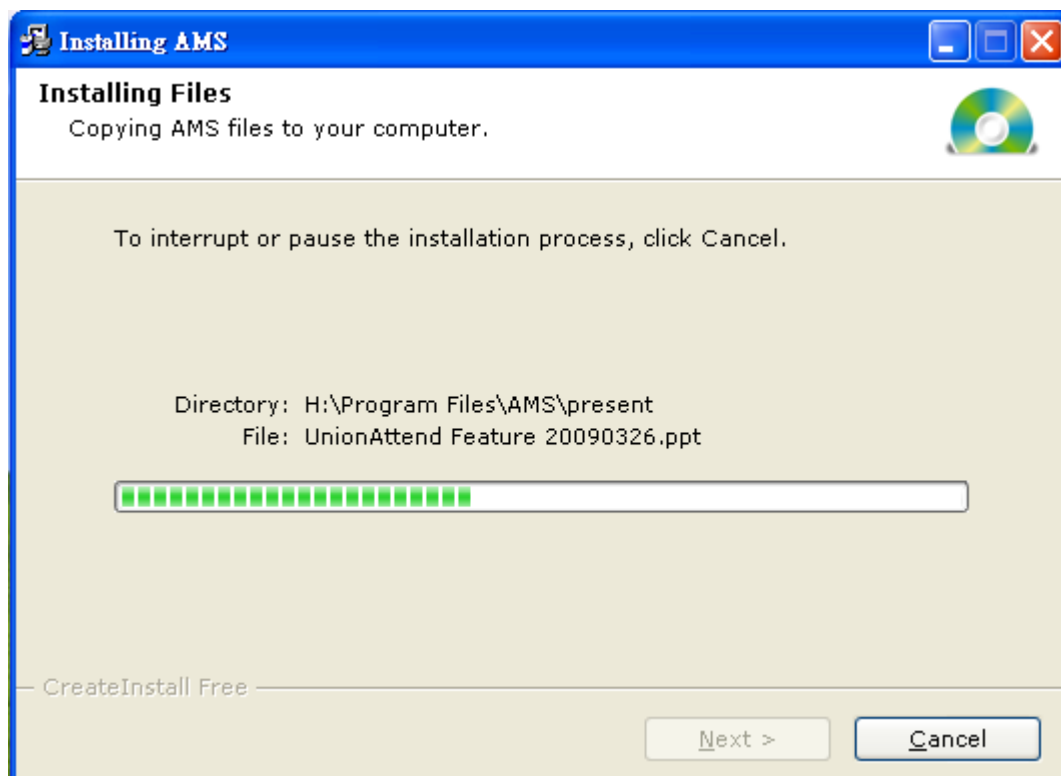 Installing AMS
Installing Files
Copying AMS files to your computer.
To interrupt or pause the installation process, click Cancel.
Directory: H:\Program Files\AMS\present
File: UnionAttend Feature 20090326.ppt
CreateInstall Free
Next >
Cancel